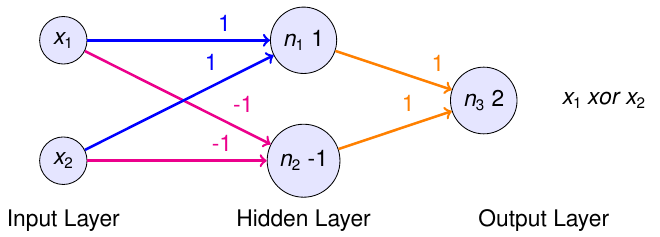 x1
1
n1 1
1
1
-1
1
n3 2
x1 xor x2
x2
-1
n2 -1
Input Layer
Hidden Layer
Output Layer